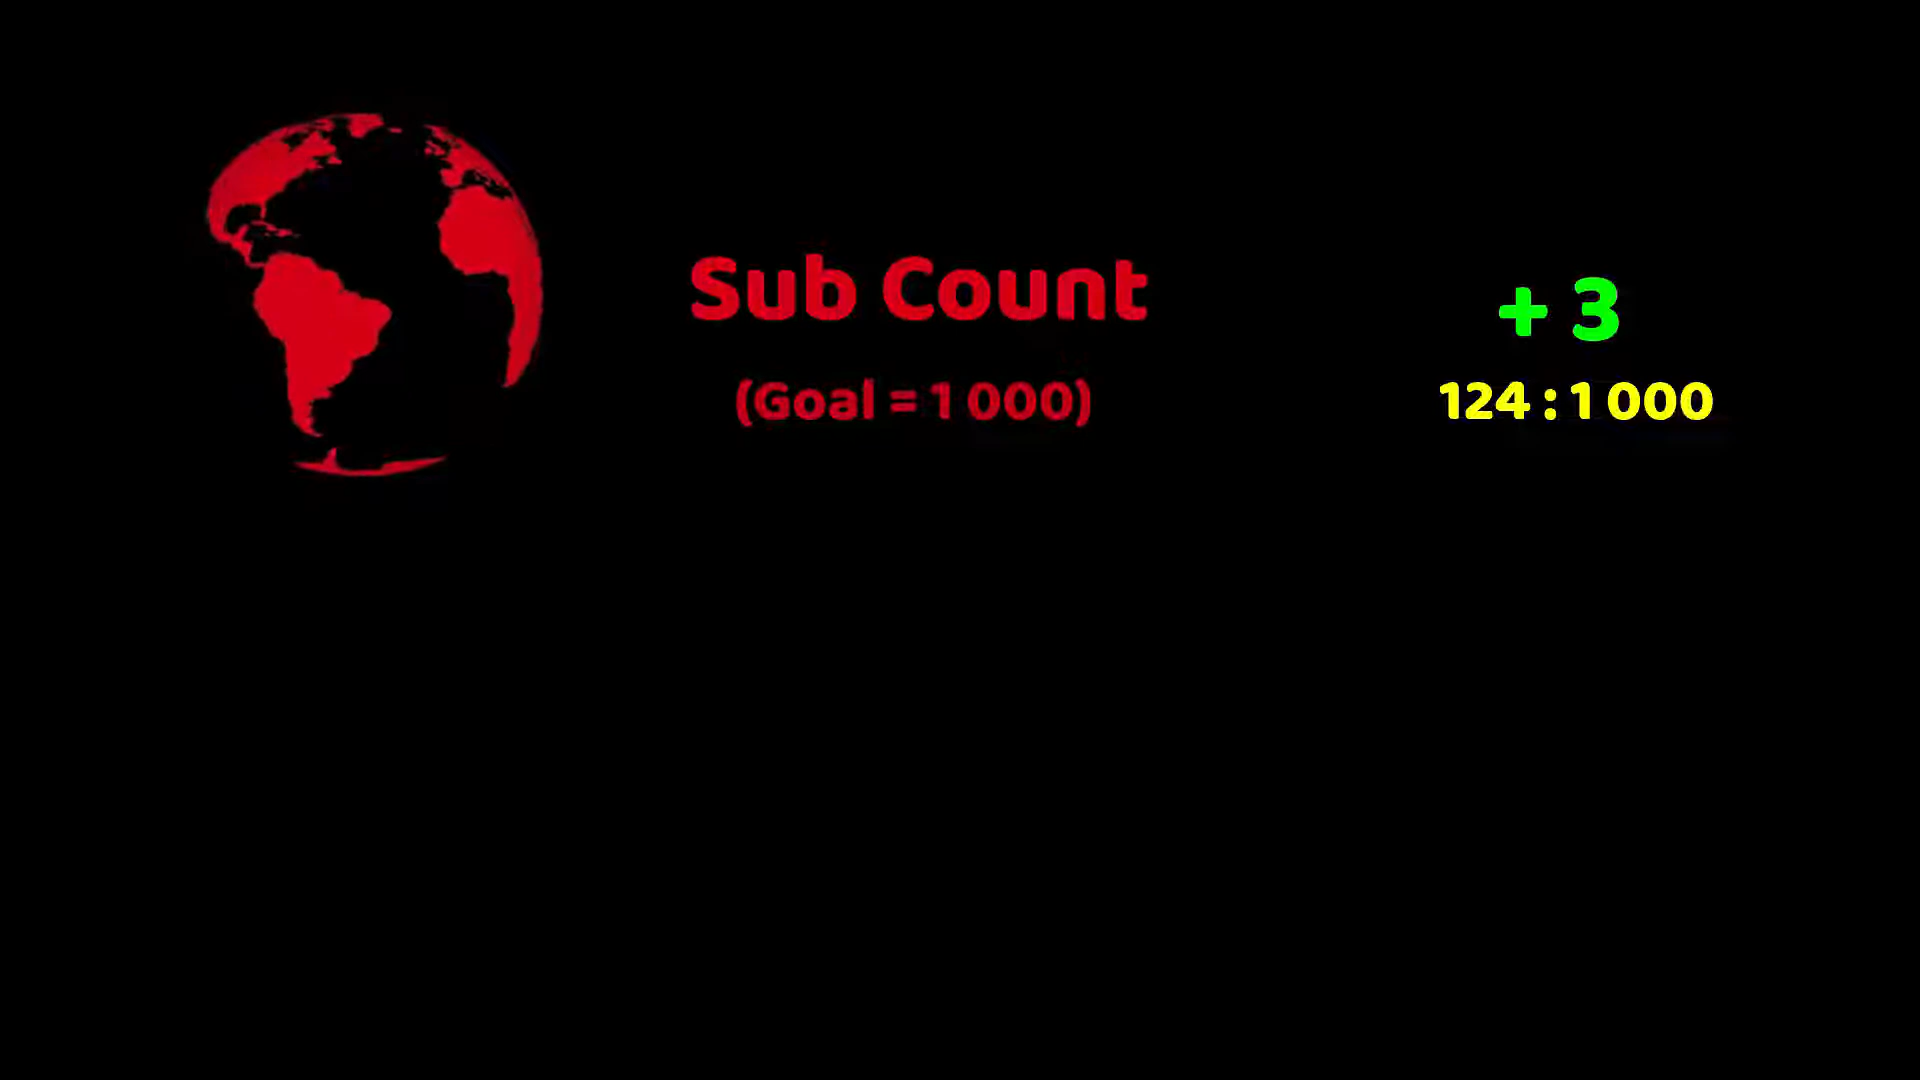 Sub Count
(Goal = 1 000)
+ 3
124 : 1 000